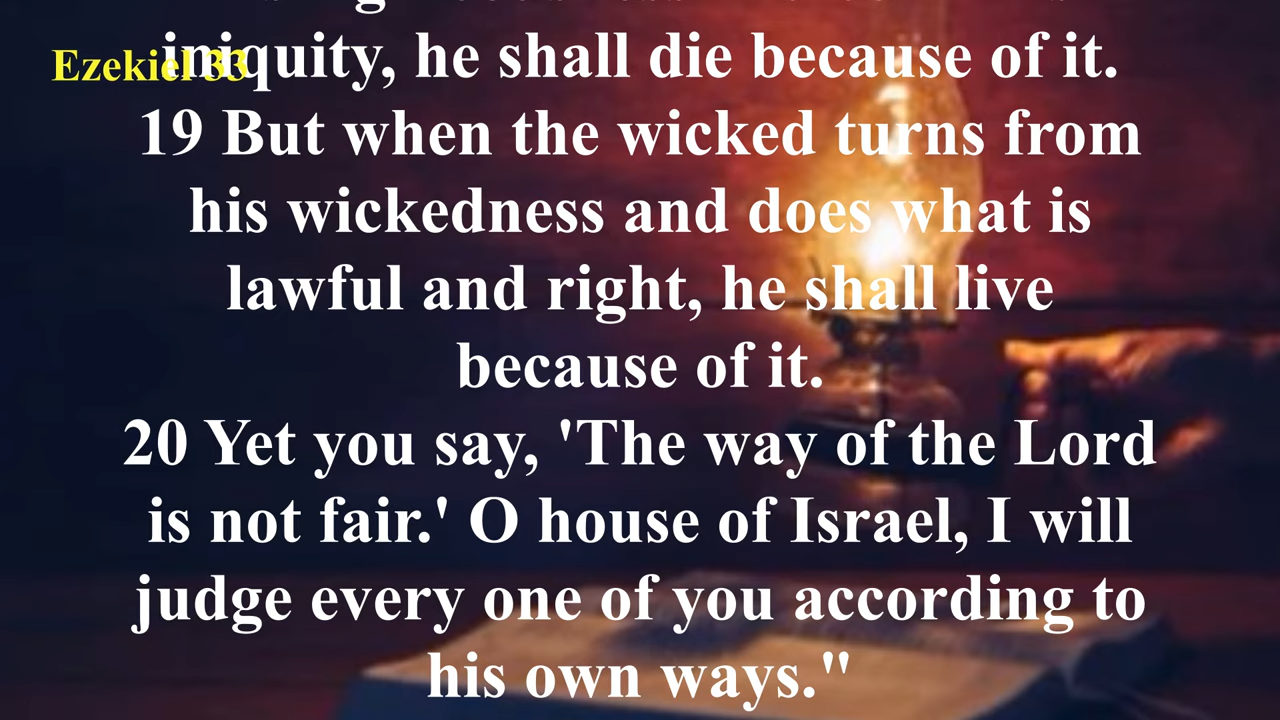 Ezekiel 33
iniquity, he shall die because of it.
19 But when the wicked turns from
his wickedness and does what is
lawful and right, he shall live
because of it.
20 Yet you say, 'The way of the Lord
is not fair.' O house of Israel, I will
judge every one of you according to
his own ways."